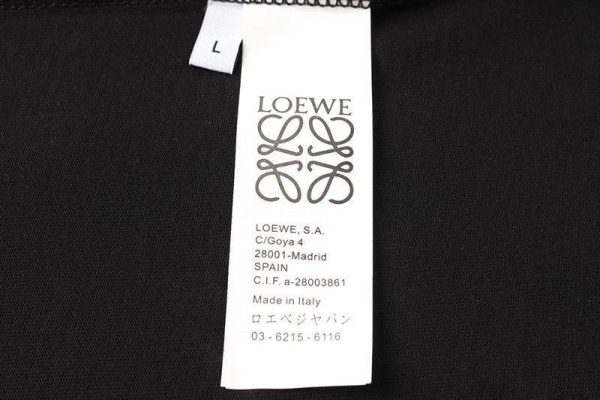 L
LOEWE
LOEWE, S.A.
C/Goya 4
28001-Madrid
SPAIN
C.I.F. a-28003861
Made in Italy
ロエベジャパン
03 - 6215 - 6116